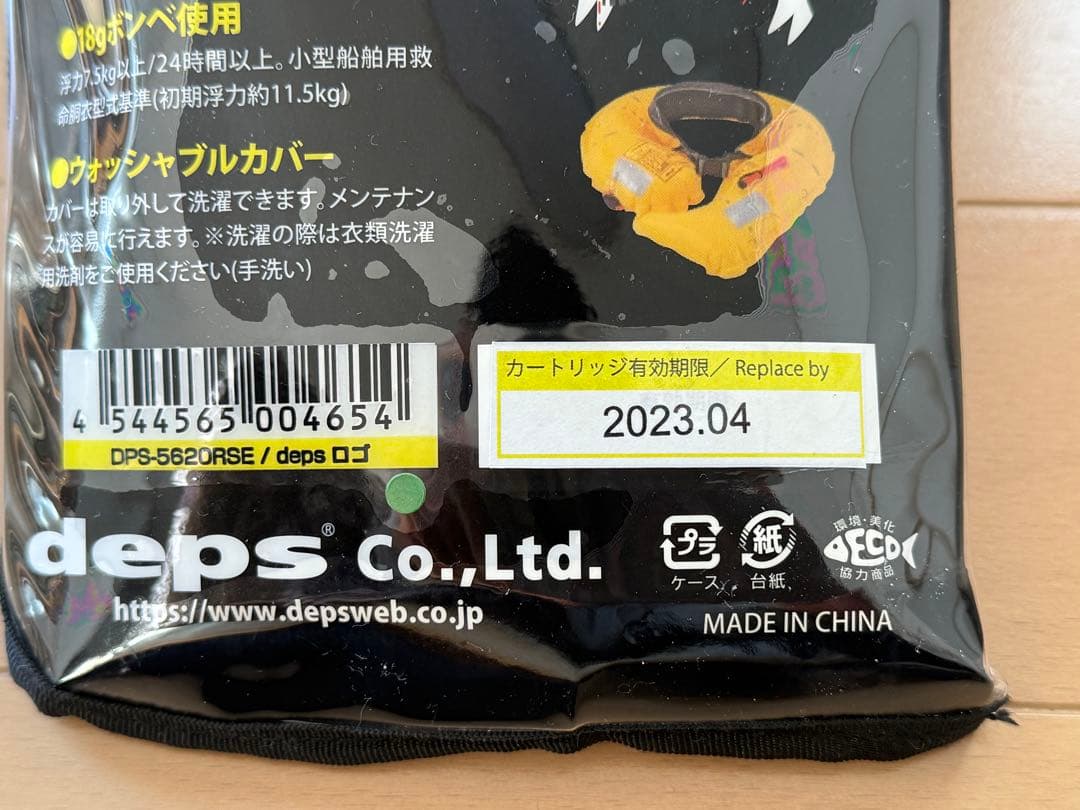 ●18gボンベ使用
浮力7.5kg以上/24時間以上。小型船舶用救
命胴衣型式基準(初期浮力約11.5kg)
●ウォッシャブルカバー
カバーは取り外して洗濯できます。メンテナン
スが容易に行えます。※洗濯の際は衣類洗濯
用洗剤をご使用ください(手洗い)
4 544565 004654
DPS-5620RSE / deps ロゴ
カートリッジ有効期限／ Replace by
2023.04
deps® Co.,Ltd.
https://www.depsweb.co.jp
プラ
ケース
紙
台紙
環境・美化
ECO
協力商品
MADE IN CHINA